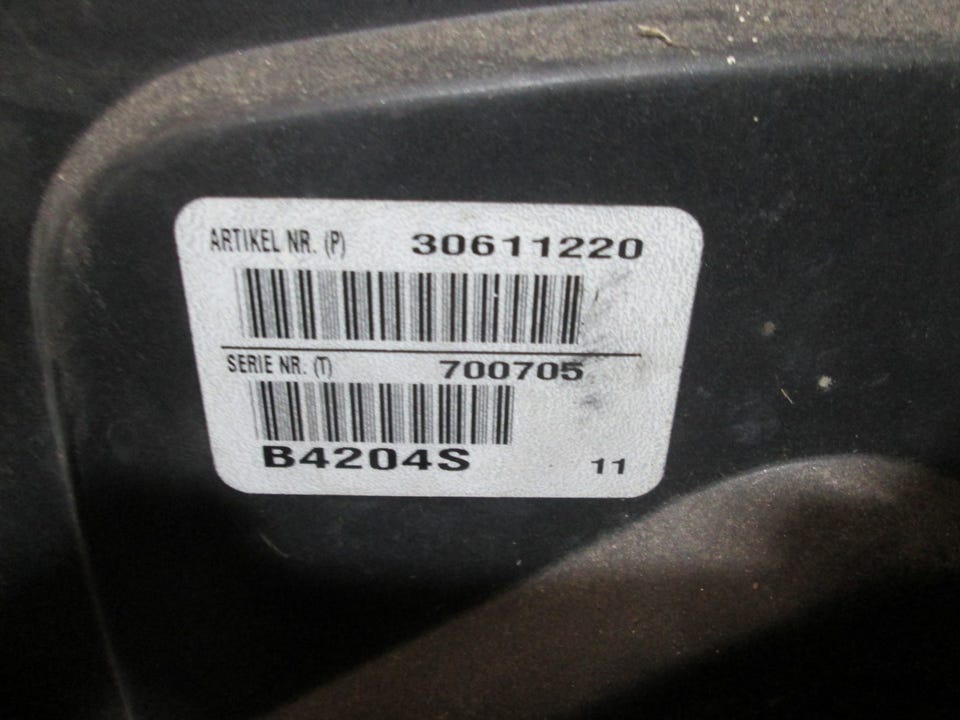 ARTIKEL NR. (P) 30611220
SERIE NR. (T) 700705
B4204S 11